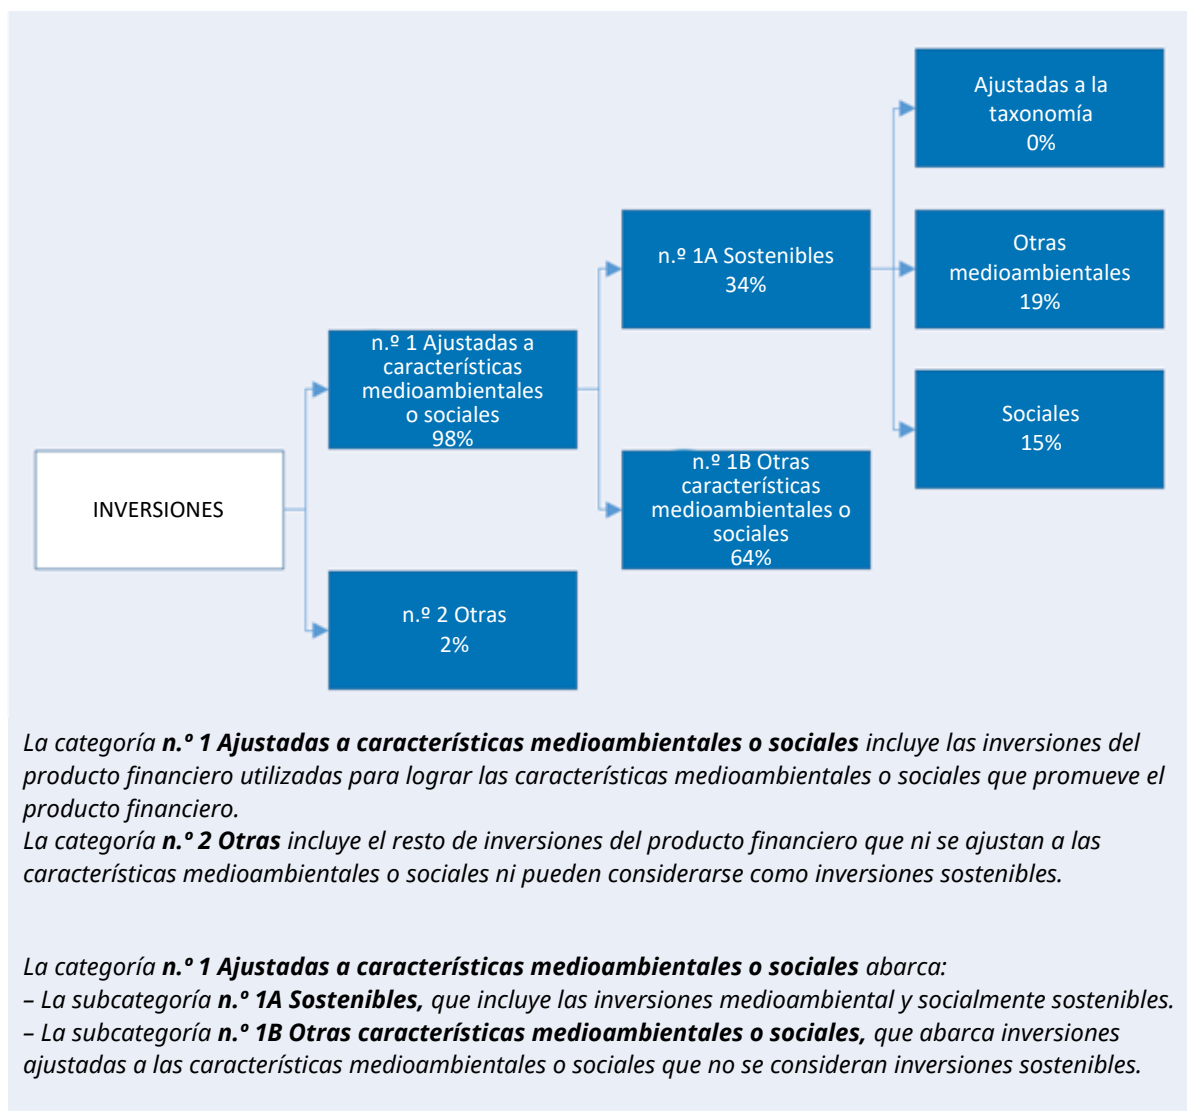 Ajustadas a la
taxonomía
0%
n.º 1A Sostenibles
34%
Otras
medioambientales
19%
n.º 1 Ajustadas a
características
medioambientales
o sociales
98%
Sociales
15%
n.º 1B Otras
características
medioambientales o
sociales
64%
INVERSIONES
n.º 2 Otras
2%
La categoría n.º 1 Ajustadas a características medioambientales o sociales incluye las inversiones del
producto financiero utilizadas para lograr las características medioambientales o sociales que promueve el
producto financiero.
La categoría n.º 2 Otras incluye el resto de inversiones del producto financiero que ni se ajustan a las
características medioambientales o sociales ni pueden considerarse como inversiones sostenibles.
La categoría n.º 1 Ajustadas a características medioambientales o sociales abarca:
– La subcategoría n.º 1A Sostenibles, que incluye las inversiones medioambiental y socialmente sostenibles.
– La subcategoría n.º 1B Otras características medioambientales o sociales, que abarca inversiones
ajustadas a las características medioambientales o sociales que no se consideran inversiones sostenibles.